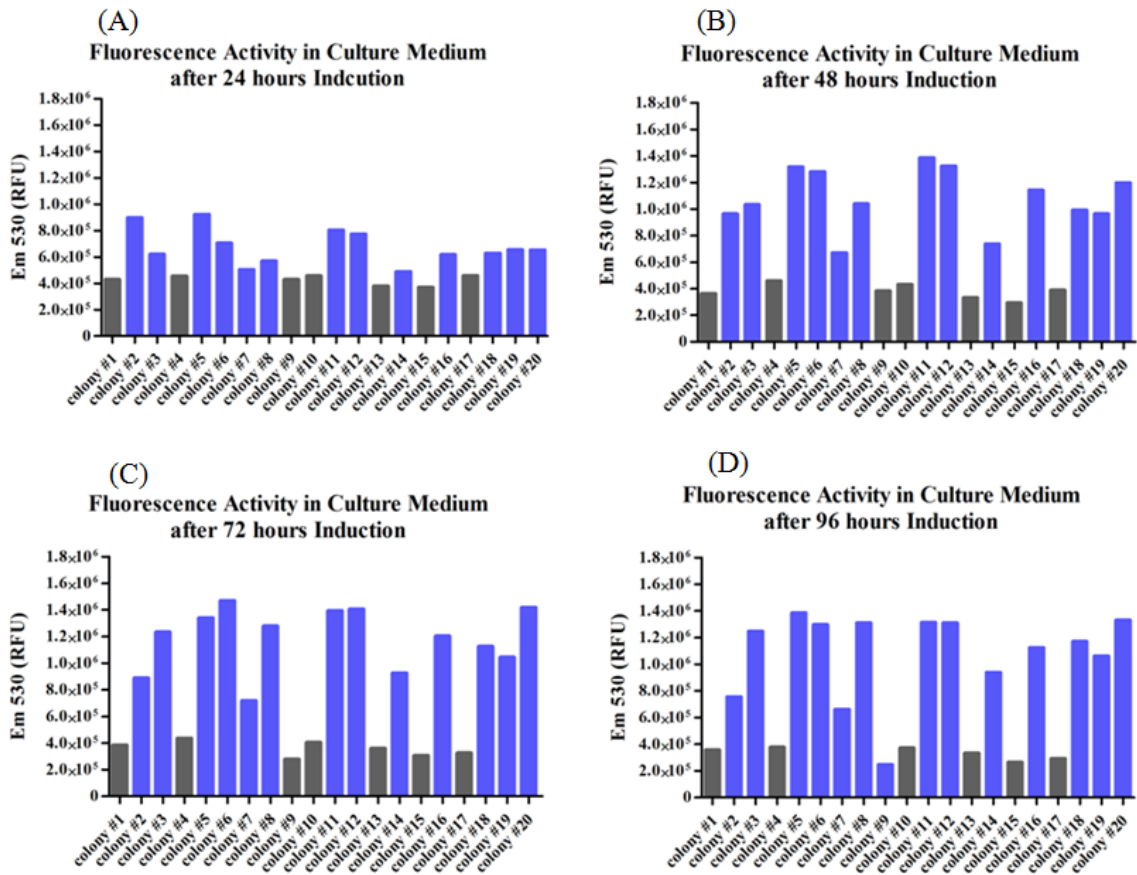 (A)
Fluorescence Activity in Culture Medium
after 24 hours Indcution
1.8×10⁶
1.6×10⁶
1.4×10⁶
1.2×10⁶
1.0×10⁶
8.0×10⁵
6.0×10⁵
4.0×10⁵
2.0×10⁵
0
Em 530 (RFU)
colony #1
colony #2
colony #3
colony #4
colony #5
colony #6
colony #7
colony #8
colony #9
colony #10
colony #11
colony #12
colony #13
colony #14
colony #15
colony #16
colony #17
colony #18
colony #19
colony #20
(B)
Fluorescence Activity in Culture Medium
after 48 hours Induction
1.8×10⁶
1.6×10⁶
1.4×10⁶
1.2×10⁶
1.0×10⁶
8.0×10⁵
6.0×10⁵
4.0×10⁵
2.0×10⁵
0
Em 530 (RFU)
colony #1
colony #2
colony #3
colony #4
colony #5
colony #6
colony #7
colony #8
colony #9
colony #10
colony #11
colony #12
colony #13
colony #14
colony #15
colony #16
colony #17
colony #18
colony #19
colony #20
(C)
Fluorescence Activity in Culture Medium
after 72 hours Induction
1.8×10⁶
1.6×10⁶
1.4×10⁶
1.2×10⁶
1.0×10⁶
8.0×10⁵
6.0×10⁵
4.0×10⁵
2.0×10⁵
0
Em 530 (RFU)
colony #1
colony #2
colony #3
colony #4
colony #5
colony #6
colony #7
colony #8
colony #9
colony #10
colony #11
colony #12
colony #13
colony #14
colony #15
colony #16
colony #17
colony #18
colony #19
colony #20
(D)
Fluorescence Activity in Culture Medium
after 96 hours Induction
1.8×10⁶
1.6×10⁶
1.4×10⁶
1.2×10⁶
1.0×10⁶
8.0×10⁵
6.0×10⁵
4.0×10⁵
2.0×10⁵
0
Em 530 (RFU)
colony #1
colony #2
colony #3
colony #4
colony #5
colony #6
colony #7
colony #8
colony #9
colony #10
colony #11
colony #12
colony #13
colony #14
colony #15
colony #16
colony #17
colony #18
colony #19
colony #20